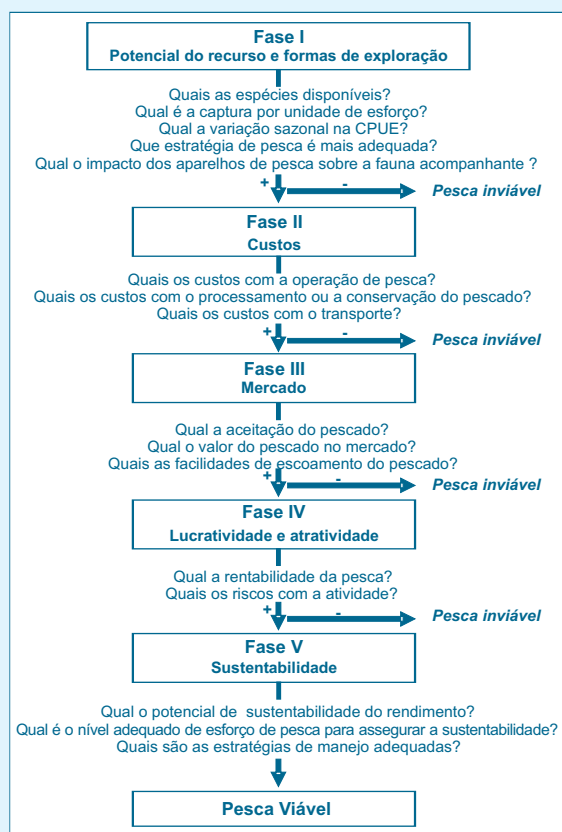 Fase I
Potencial do recurso e formas de exploração
Quais as espécies disponíveis?
Qual é a captura por unidade de esforço?
Qual a variação sazonal na CPUE?
Que estratégia de pesca é mais adequada?
Qual o impacto dos aparelhos de pesca sobre a fauna acompanhante ?
+ - Pesca inviável
Fase II
Custos
Quais os custos com a operação de pesca?
Quais os custos com o processamento ou a conservação do pescado?
Quais os custos com o transporte?
+ - Pesca inviável
Fase III
Mercado
Qual a aceitação do pescado?
Qual o valor do pescado no mercado?
Quais as facilidades de escoamento do pescado?
+ - Pesca inviável
Fase IV
Lucratividade e atratividade
Qual a rentabilidade da pesca?
Quais os riscos com a atividade?
+ - Pesca inviável
Fase V
Sustentabilidade
Qual o potencial de sustentabilidade do rendimento?
Qual é o nível adequado de esforço de pesca para assegurar a sustentabilidade?
Quais são as estratégias de manejo adequadas?
Pesca Viável